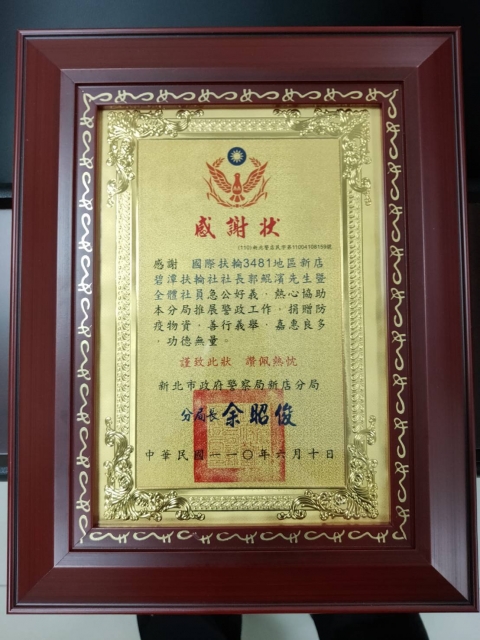 感謝狀
(110)新北警店民字第11004108159號
感謝 國際扶輪3481地區新店
碧潭扶輪社社長郭鯤濱先生暨
全體社員急公好義，熱心協助
本分局推展警政工作，捐贈防
疫物資，善行義舉，嘉惠良多
，功德無量。
謹致此狀 讚佩熱忱
新北市政府警察局新店分局
分局長 余昭俊
中華民國一一〇年六月十日